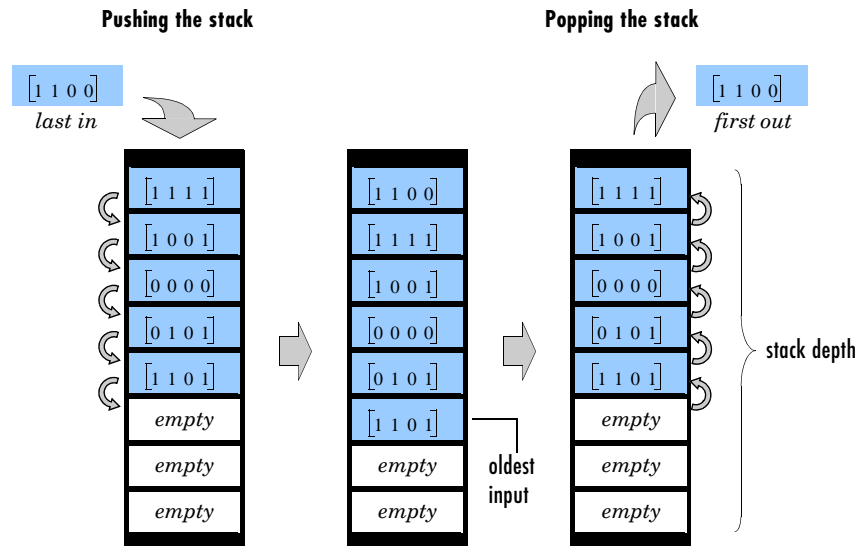 Pushing the stack
Popping the stack
[1 1 0 0]
last in
[1 1 0 0]
first out
[1 1 1 1]
[1 0 0 1]
[0 0 0 0]
[0 1 0 1]
[1 1 0 1]
empty
empty
empty
[1 1 0 0]
[1 1 1 1]
[1 0 0 1]
[0 0 0 0]
[0 1 0 1]
[1 1 0 1]
empty
empty
oldest
input
[1 1 1 1]
[1 0 0 1]
[0 0 0 0]
[0 1 0 1]
[1 1 0 1]
empty
empty
empty
stack depth